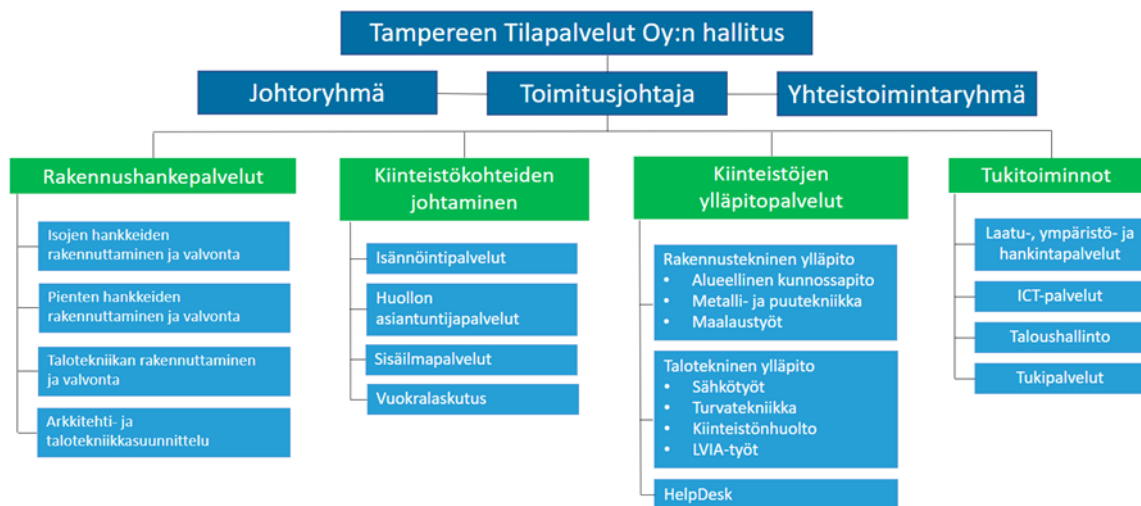 Tampereen Tilapalvelut Oy:n hallitus
Johtoryhmä
Toimitusjohtaja
Yhteistoimintaryhmä
Rakennushankepalvelut
Isojen hankkeiden
rakennuttaminen ja valvonta
Pienten hankkeiden
rakennuttaminen ja valvonta
Talotekniikan rakennuttaminen
ja valvonta
Arkkitehti- ja
talotekniikkasuunnittelu
Kiinteistökohteiden
johtaminen
Isännöintipalvelut
Huollon
asiantuntijapalvelut
Sisäilmapalvelut
Vuokralaskutus
Kiinteistöjen
ylläpitopalvelut
Rakennustekninen ylläpito
• Alueellinen kunnossapito
• Metalli- ja puutekniikka
• Maalaustyöt
Talotekninen ylläpito
• Sähkötyöt
• Turvatekniikka
• Kiinteistönhuolto
• LVIA-työt
HelpDesk
Tukitoiminnot
Laatu-, ympäristö- ja
hankintapalvelut
ICT-palvelut
Taloushallinto
Tukipalvelut